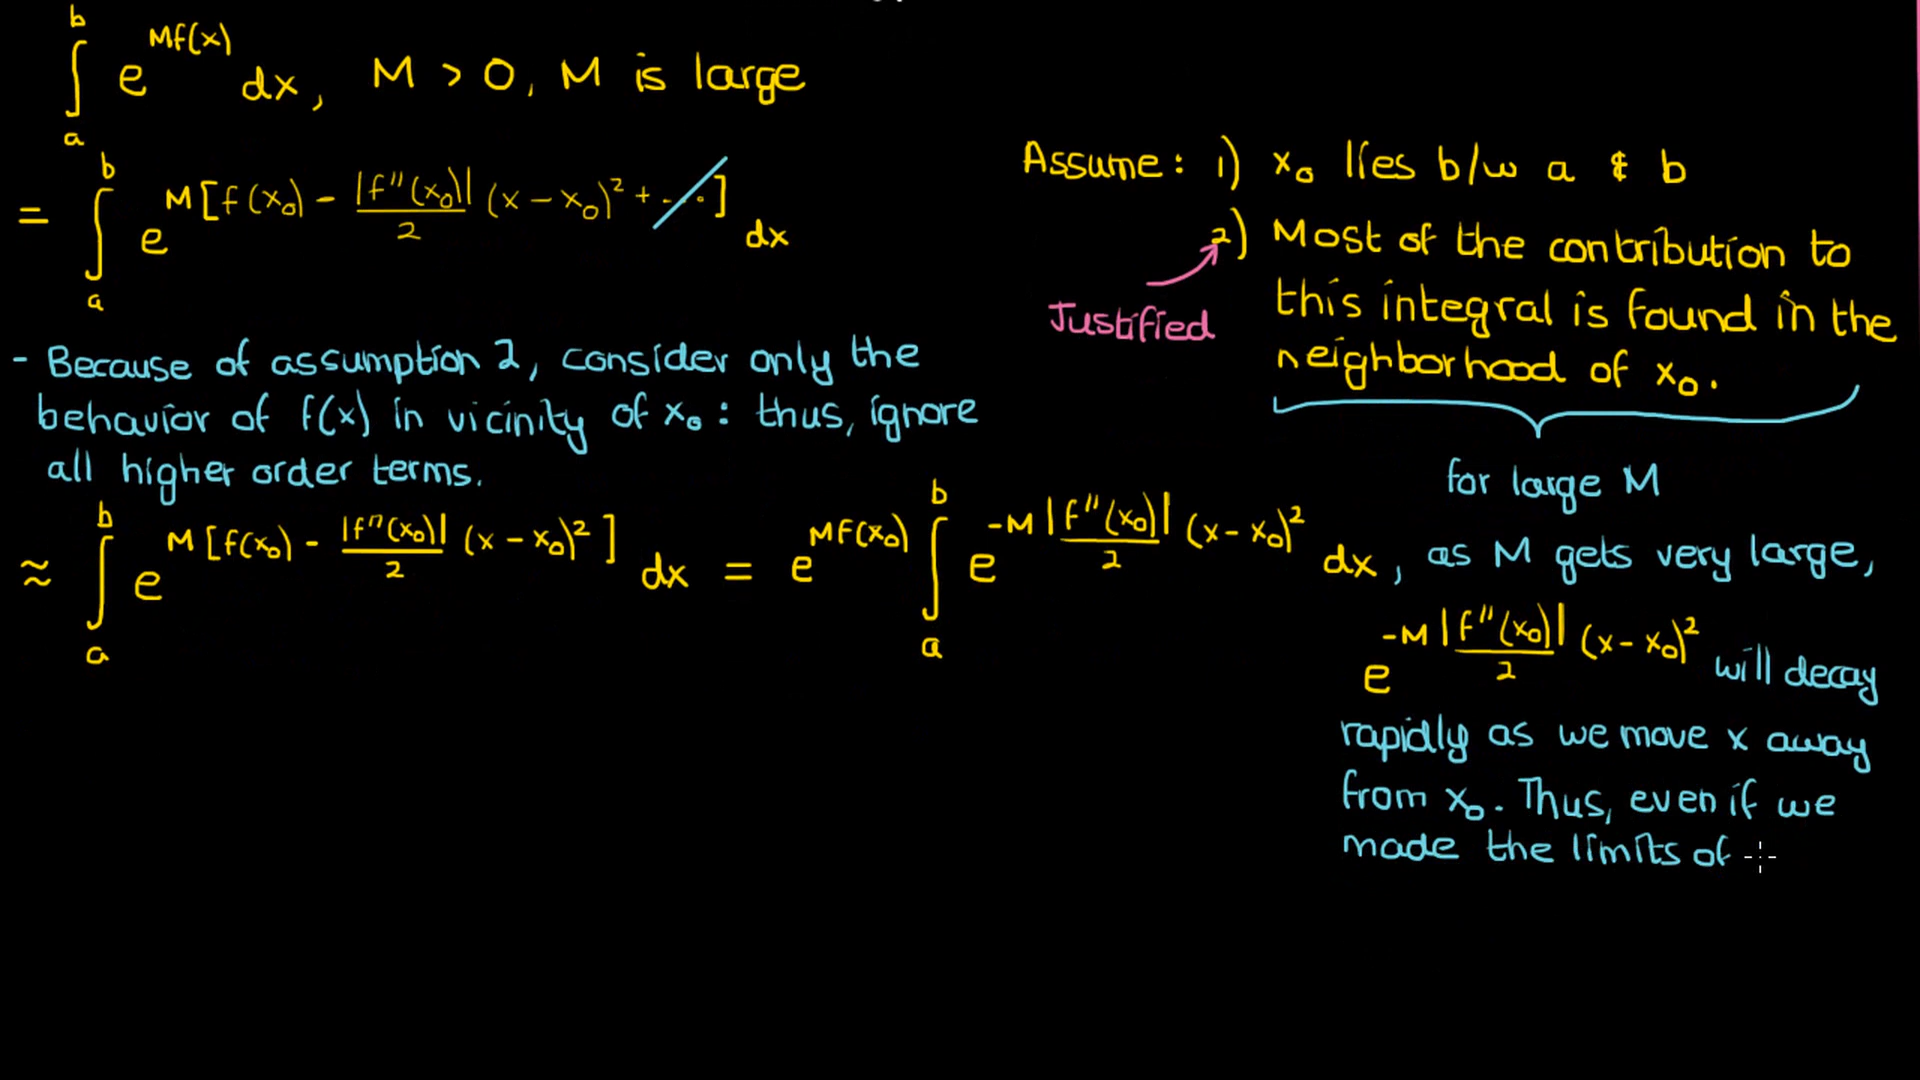 ∫_a^b e^{Mf(x)} dx, M > 0, M is large
= ∫_a^b e^{M[f(x₀) - |f''(x₀)|/2 (x - x₀)² + ...]} dx
- Because of assumption 2, consider only the
behavior of f(x) in vicinity of x₀ : thus, ignore
all higher order terms.
Assume: 1) x₀ lies b/w a & b
2) Most of the contribution to
this integral is found in the
neighborhood of x₀.
Justified
for large M
≈ ∫_a^b e^{M[f(x₀) - |f''(x₀)|/2 (x - x₀)²]} dx = e^{Mf(x₀)} ∫_a^b e^{-M |f''(x₀)|/2 (x - x₀)²} dx, as M gets very large,
e^{-M |f''(x₀)|/2 (x - x₀)²} will decay
rapidly as we move x away
from x₀. Thus, even if we
made the limits of